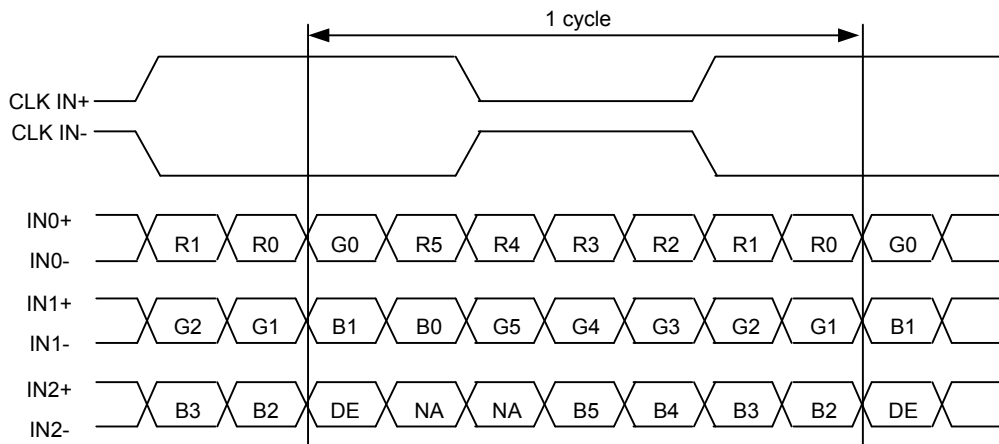 1 cycle
CLK IN+
CLK IN-
IN0+
R1 R0 G0 R5 R4 R3 R2 R1 R0 G0
IN0-
IN1+
G2 G1 B1 B0 G5 G4 G3 G2 G1 B1
IN1-
IN2+
B3 B2 DE NA NA B5 B4 B3 B2 DE
IN2-